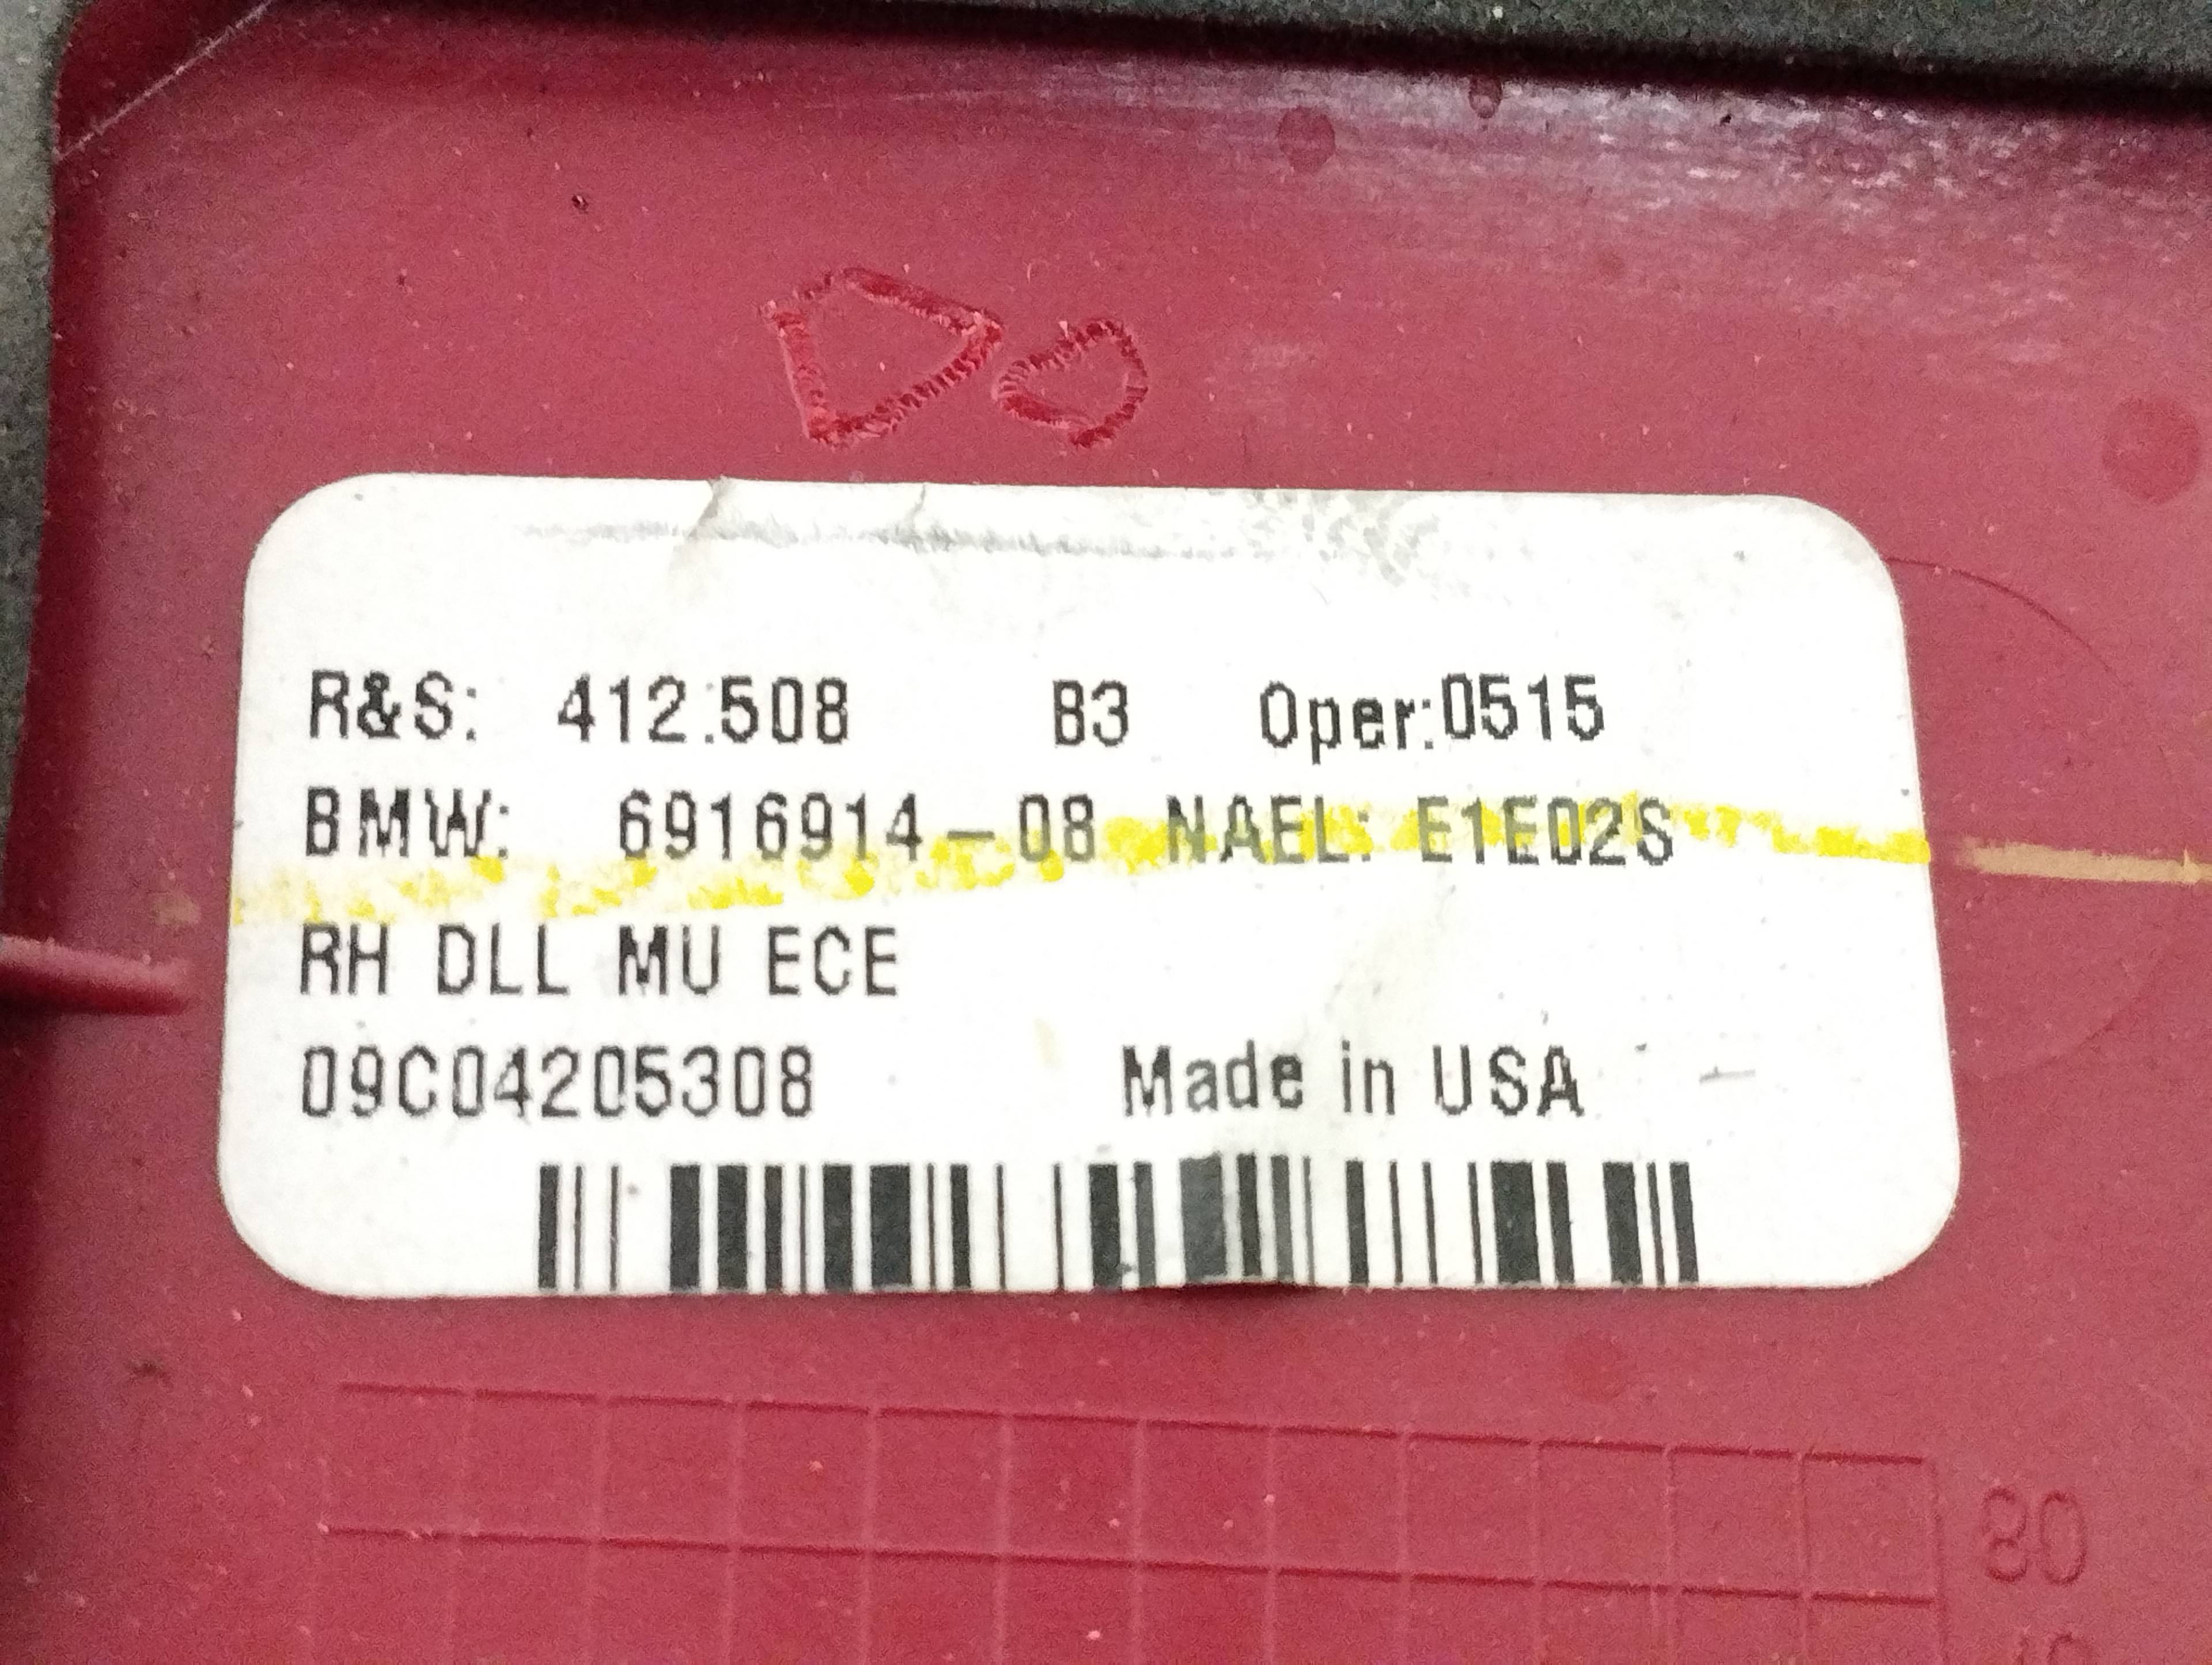 R&S: 412.508 B3 Oper:0515
BMW: 6916914-08 NAEL: E1E02S
RH DLL MU ECE
09C04205308 Made in USA
80